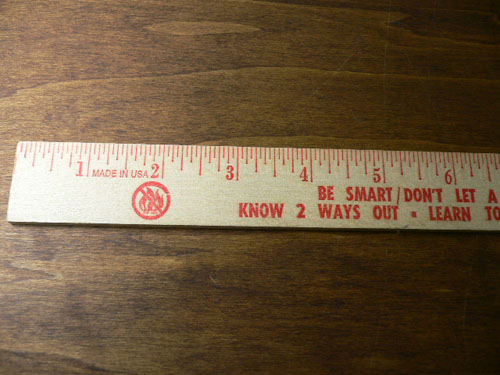 1 2 3 4 5 6
MADE IN USA
BE SMART/DON'T LET A
KNOW 2 WAYS OUT • LEARN TO